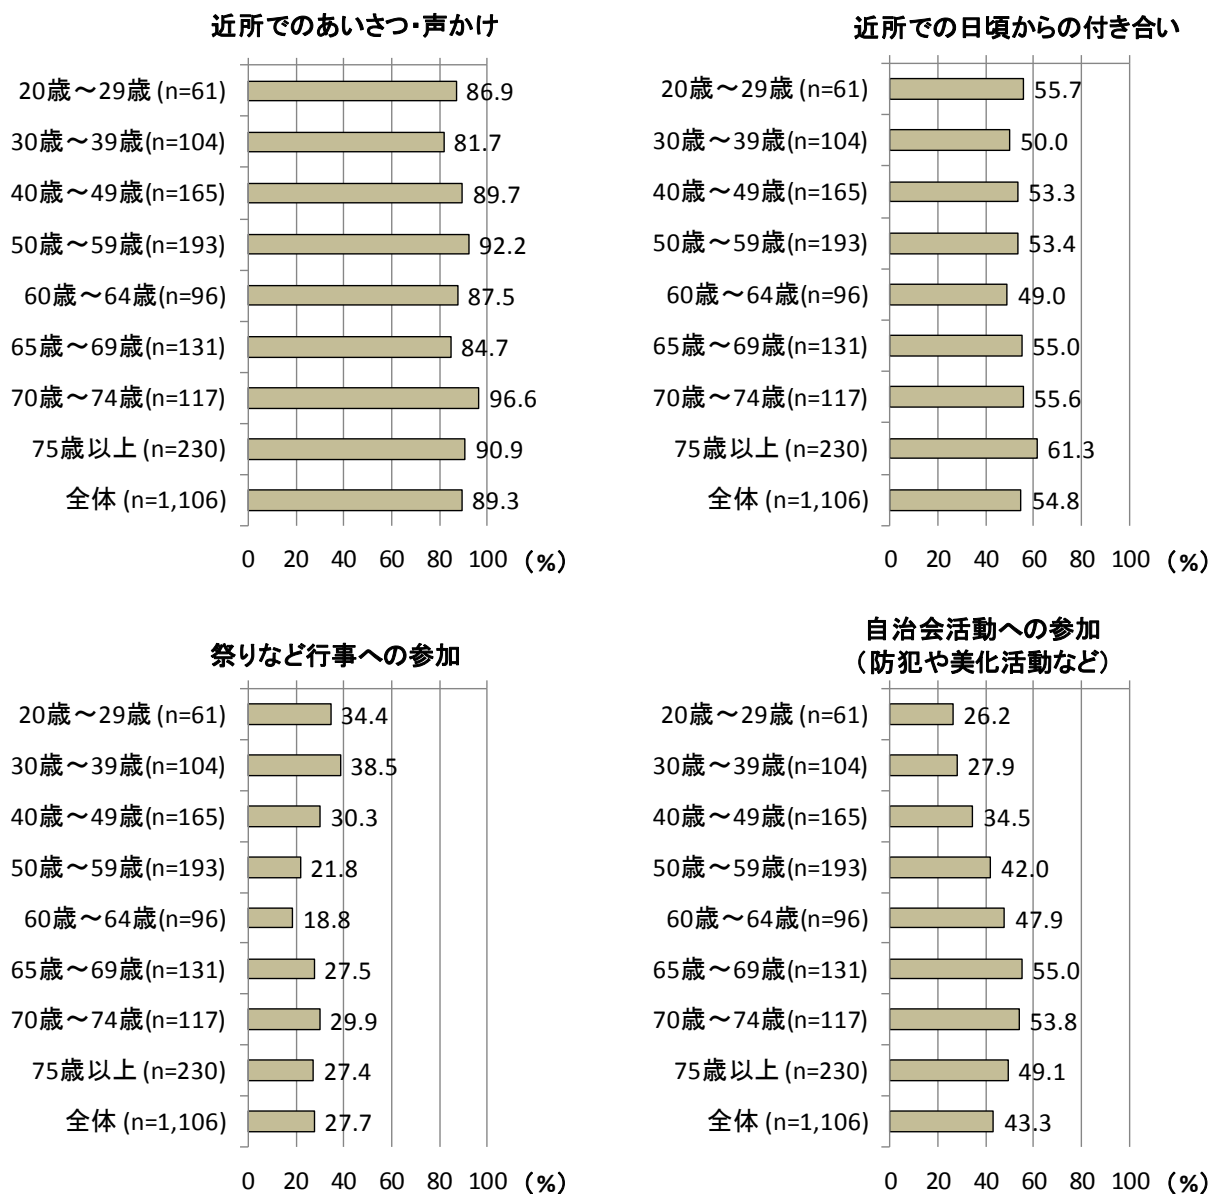 近所でのあいさつ・声かけ
20歳～29歳 (n=61) 86.9
30歳～39歳(n=104) 81.7
40歳～49歳(n=165) 89.7
50歳～59歳(n=193) 92.2
60歳～64歳(n=96) 87.5
65歳～69歳(n=131) 84.7
70歳～74歳(n=117) 96.6
75歳以上 (n=230) 90.9
全体 (n=1,106) 89.3
0 20 40 60 80 100 (%)
近所での日頃からの付き合い
20歳～29歳 (n=61) 55.7
30歳～39歳(n=104) 50.0
40歳～49歳(n=165) 53.3
50歳～59歳(n=193) 53.4
60歳～64歳(n=96) 49.0
65歳～69歳(n=131) 55.0
70歳～74歳(n=117) 55.6
75歳以上 (n=230) 61.3
全体 (n=1,106) 54.8
0 20 40 60 80 100 (%)
祭りなど行事への参加
20歳～29歳 (n=61) 34.4
30歳～39歳(n=104) 38.5
40歳～49歳(n=165) 30.3
50歳～59歳(n=193) 21.8
60歳～64歳(n=96) 18.8
65歳～69歳(n=131) 27.5
70歳～74歳(n=117) 29.9
75歳以上 (n=230) 27.4
全体 (n=1,106) 27.7
0 20 40 60 80 100 (%)
自治会活動への参加
（防犯や美化活動など）
20歳～29歳 (n=61) 26.2
30歳～39歳(n=104) 27.9
40歳～49歳(n=165) 34.5
50歳～59歳(n=193) 42.0
60歳～64歳(n=96) 47.9
65歳～69歳(n=131) 55.0
70歳～74歳(n=117) 53.8
75歳以上 (n=230) 49.1
全体 (n=1,106) 43.3
0 20 40 60 80 100 (%)